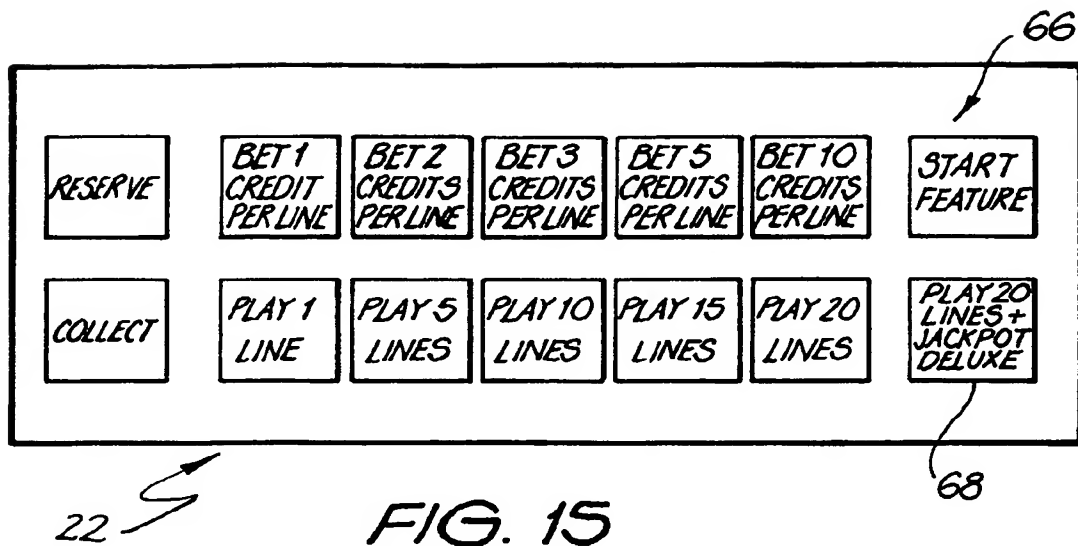 66
RESERVE
BET 1
CREDIT
PER LINE
BET 2
CREDITS
PER LINE
BET 3
CREDITS
PER LINE
BET 5
CREDITS
PER LINE
BET 10
CREDITS
PER LINE
START
FEATURE
COLLECT
PLAY 1
LINE
PLAY 5
LINES
PLAY 10
LINES
PLAY 15
LINES
PLAY 20
LINES
PLAY 20
LINES +
JACKPOT
DELUXE
22
FIG. 15
68